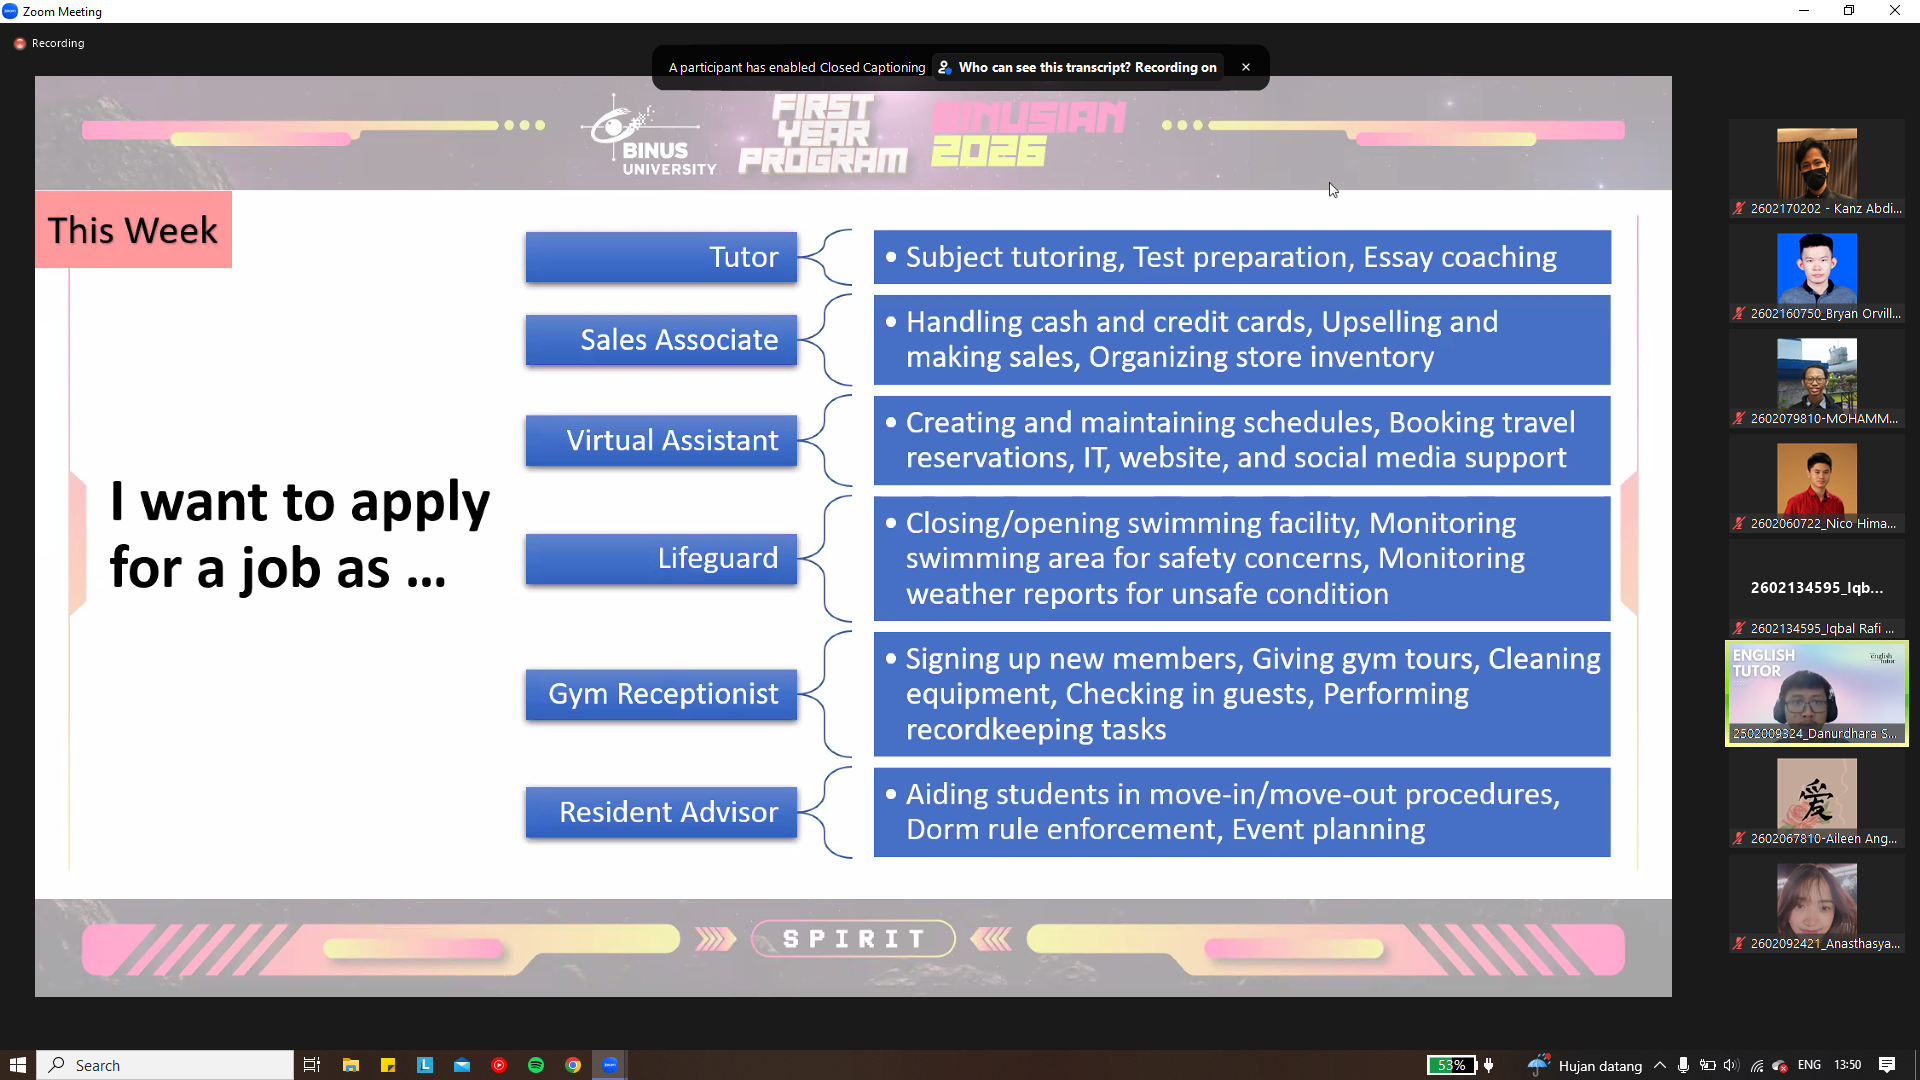 Zoom Meeting
Recording
A participant has enabled Closed Captioning
Who can see this transcript? Recording on
BINUS
UNIVERSITY
FIRST
YEAR
PROGRAM
BINUSIAN
2026
This Week
I want to apply
for a job as ...
Tutor
• Subject tutoring, Test preparation, Essay coaching
Sales Associate
• Handling cash and credit cards, Upselling and
making sales, Organizing store inventory
Virtual Assistant
• Creating and maintaining schedules, Booking travel
reservations, IT, website, and social media support
Lifeguard
• Closing/opening swimming facility, Monitoring
swimming area for safety concerns, Monitoring
weather reports for unsafe condition
Gym Receptionist
• Signing up new members, Giving gym tours, Cleaning
equipment, Checking in guests, Performing
recordkeeping tasks
Resident Advisor
• Aiding students in move-in/move-out procedures,
Dorm rule enforcement, Event planning
SPIRIT
2602170202 - Kanz Abdi...
2602160750_Bryan Orvill...
2602079810-MOHAMM...
2602060722_Nico Hima...
2602134595_Iqb...
2602134595_Iqbal Rafi ...
ENGLISH
TUTOR
english
tutor
2502009324_Danurdhara S...
爱
2602067810-Aileen Ang...
2602092421_Anasthasya...
Search
53%
Hujan datang
ENG
13:50